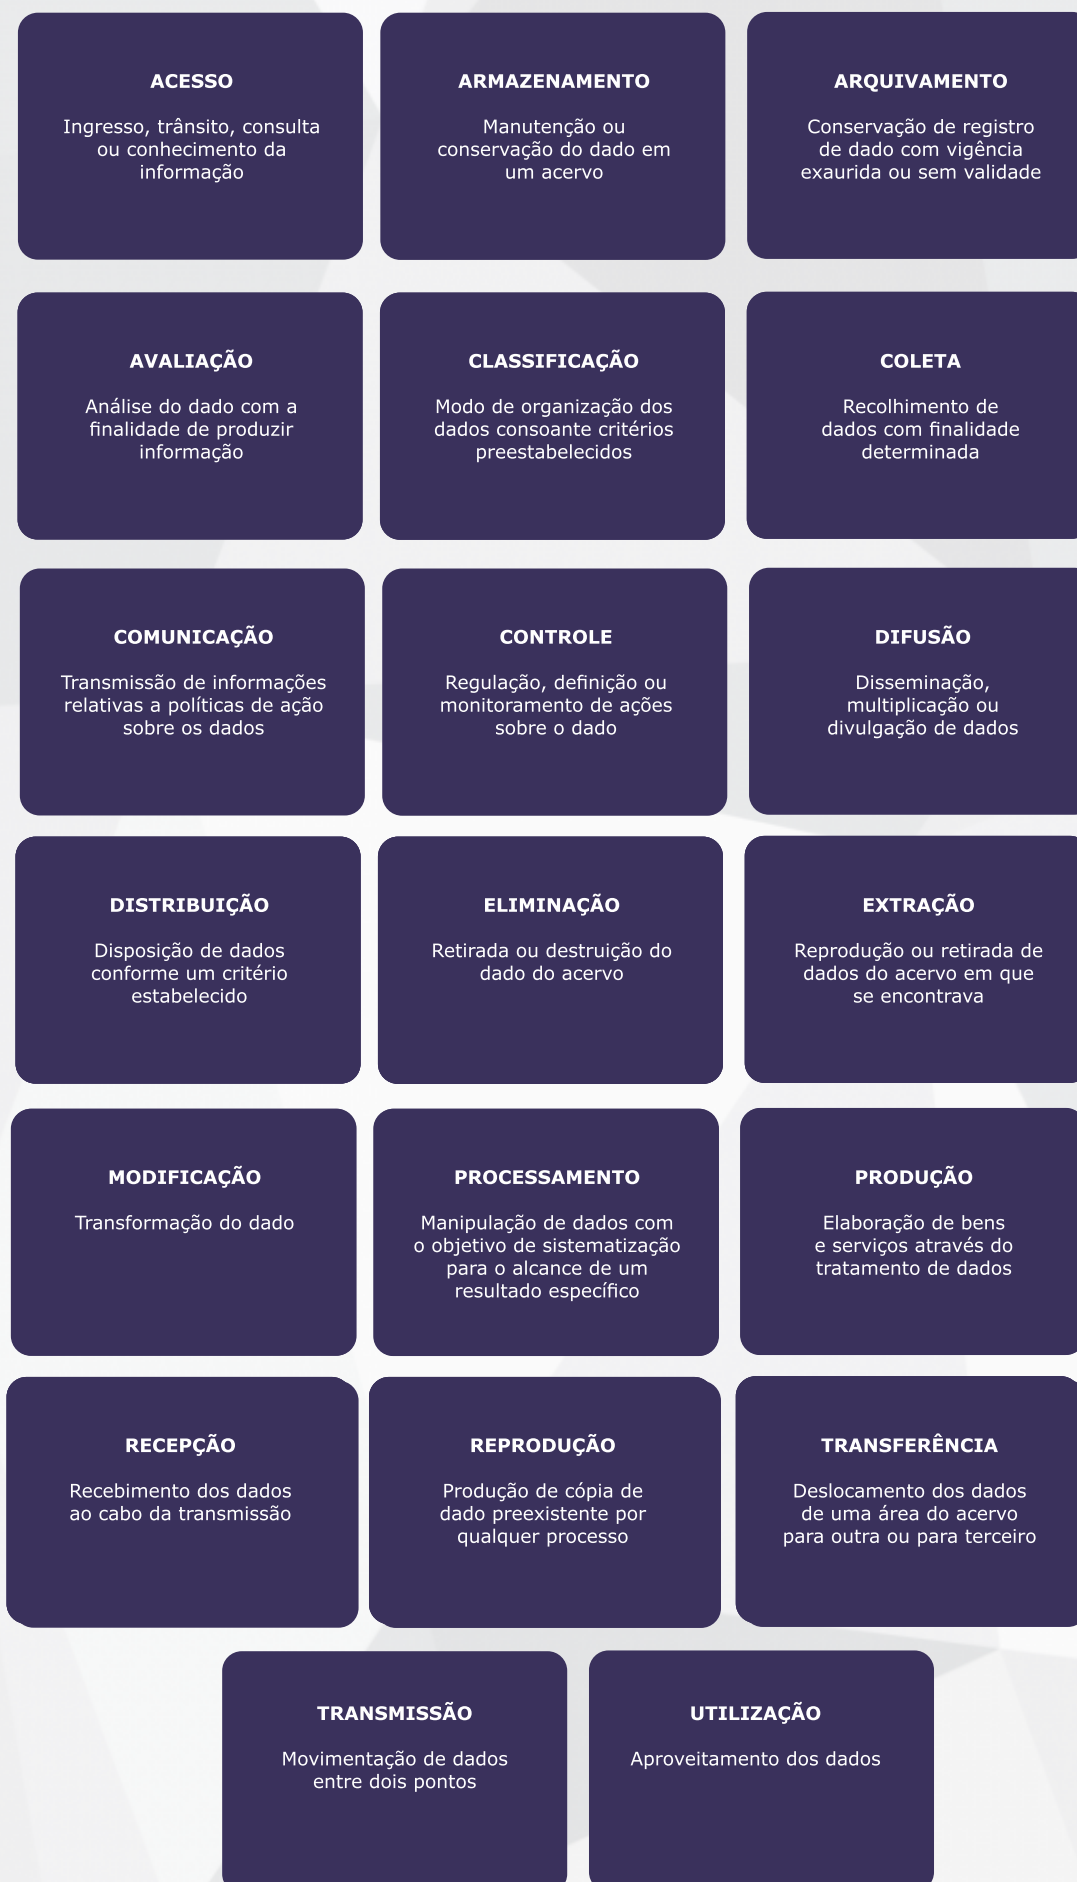 ACESSO
Ingresso, trânsito, consulta
ou conhecimento da
informação
ARMAZENAMENTO
Manutenção ou
conservação do dado em
um acervo
ARQUIVAMENTO
Conservação de registro
de dado com vigência
exaurida ou sem validade
AVALIAÇÃO
Análise do dado com a
finalidade de produzir
informação
CLASSIFICAÇÃO
Modo de organização dos
dados consoante critérios
preestabelecidos
COLETA
Recolhimento de
dados com finalidade
determinada
COMUNICAÇÃO
Transmissão de informações
relativas a políticas de ação
sobre os dados
CONTROLE
Regulação, definição ou
monitoramento de ações
sobre o dado
DIFUSÃO
Disseminação,
multiplicação ou
divulgação de dados
DISTRIBUIÇÃO
Disposição de dados
conforme um critério
estabelecido
ELIMINAÇÃO
Retirada ou destruição do
dado do acervo
EXTRAÇÃO
Reprodução ou retirada de
dados do acervo em que
se encontrava
MODIFICAÇÃO
Transformação do dado
PROCESSAMENTO
Manipulação de dados com
o objetivo de sistematização
para o alcance de um
resultado específico
PRODUÇÃO
Elaboração de bens
e serviços através do
tratamento de dados
RECEPÇÃO
Recebimento dos dados
ao cabo da transmissão
REPRODUÇÃO
Produção de cópia de
dado preexistente por
qualquer processo
TRANSFERÊNCIA
Deslocamento dos dados
de uma área do acervo
para outra ou para terceiro
TRANSMISSÃO
Movimentação de dados
entre dois pontos
UTILIZAÇÃO
Aproveitamento dos dados